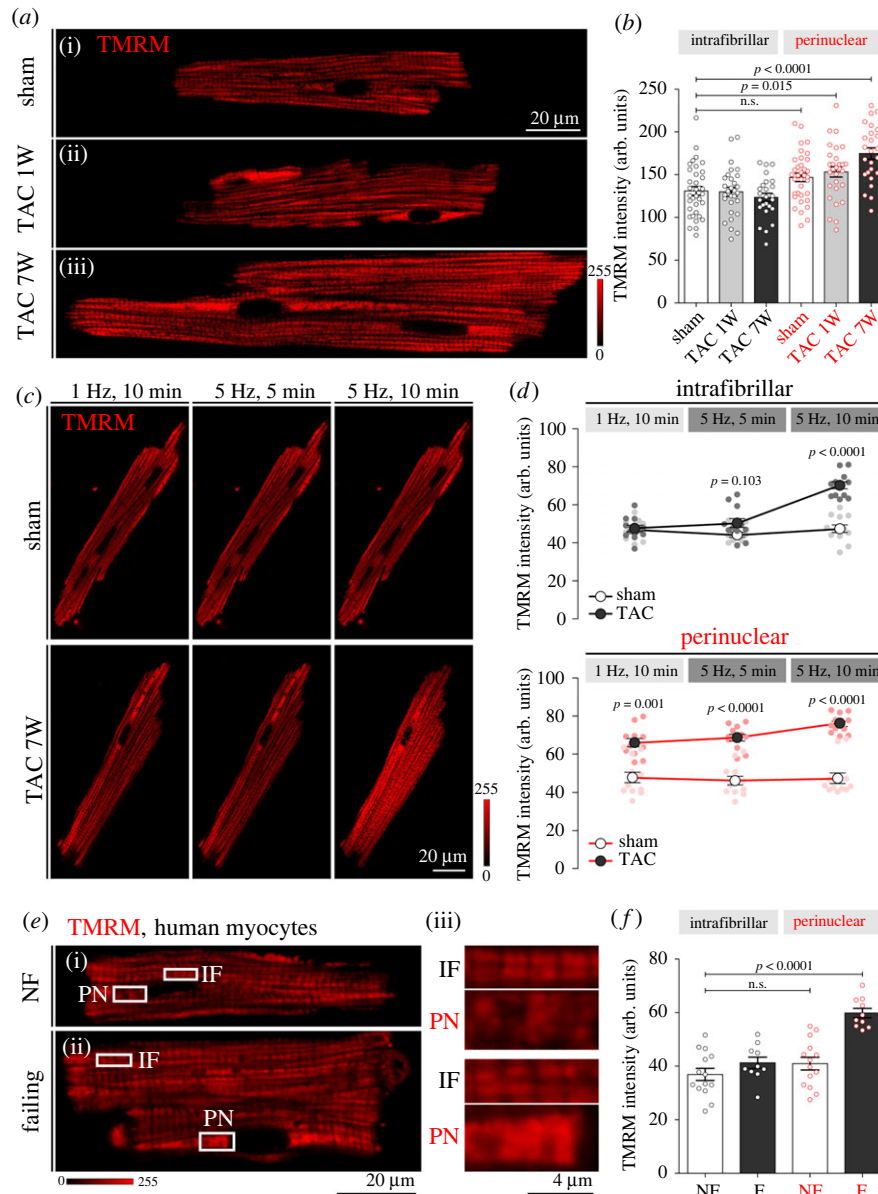 (a)
(i)
TMRM
sham
20 μm
(ii)
TAC 1W
(iii)
TAC 7W
255
0
(b)
intrafibrillar
perinuclear
p < 0.0001
p = 0.015
n.s.
TMRM intensity (arb. units)
250
200
150
100
50
0
sham
TAC 1W
TAC 7W
sham
TAC 1W
TAC 7W
(c)
1 Hz, 10 min
5 Hz, 5 min
5 Hz, 10 min
TMRM
sham
TAC 7W
255
0
20 μm
(d)
intrafibrillar
1 Hz, 10 min
5 Hz, 5 min
5 Hz, 10 min
TMRM intensity (arb. units)
100
80
60
40
20
0
p = 0.103
p < 0.0001
sham
TAC
perinuclear
1 Hz, 10 min
5 Hz, 5 min
5 Hz, 10 min
TMRM intensity (arb. units)
100
80
60
40
20
0
p = 0.001
p < 0.0001
p < 0.0001
sham
TAC
(e)
TMRM, human myocytes
(i)
NF
IF
PN
(ii)
failing
IF
PN
0
255
20 μm
(iii)
IF
PN
IF
PN
4 μm
(f)
intrafibrillar
perinuclear
p < 0.0001
n.s.
TMRM intensity (arb. units)
80
60
40
20
0
NF
F
NF
F